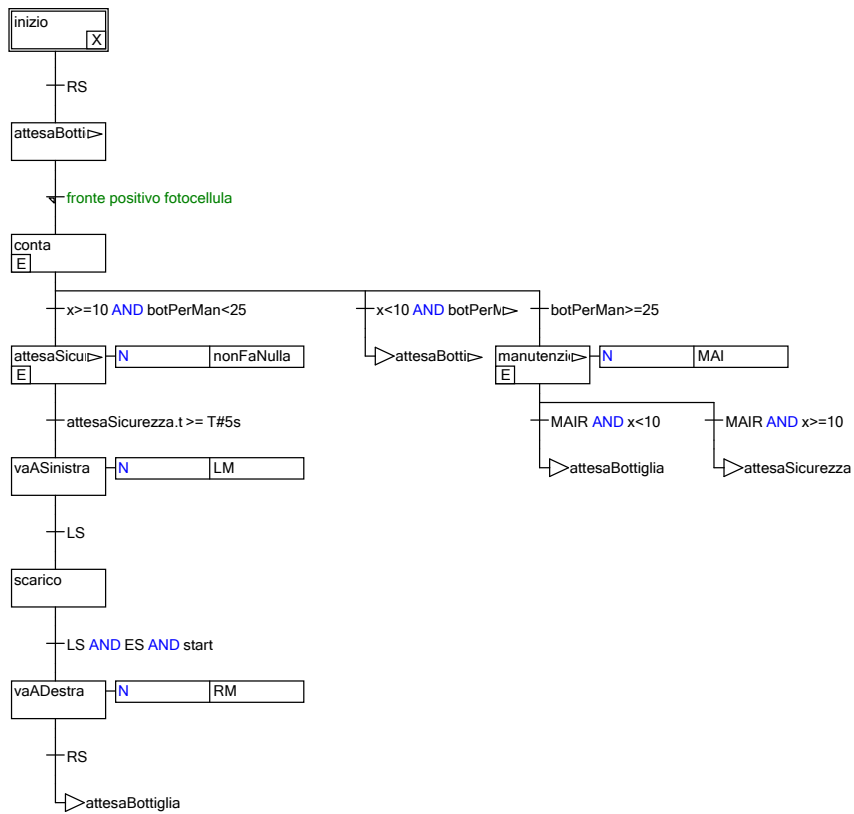 inizio
X
RS
attesaBotti
fronte positivo fotocellula
conta
E
x>=10 AND botPerMan<25
x<10 AND botPerM
botPerMan>=25
attesaSicu
E
N nonFaNulla
attesaBotti
manutenzi
E
N MAI
attesaSicurezza.t >= T#5s
MAIR AND x<10
MAIR AND x>=10
vaASinistra
N LM
attesaBottiglia
attesaSicurezza
LS
scarico
LS AND ES AND start
vaADestra
N RM
RS
attesaBottiglia